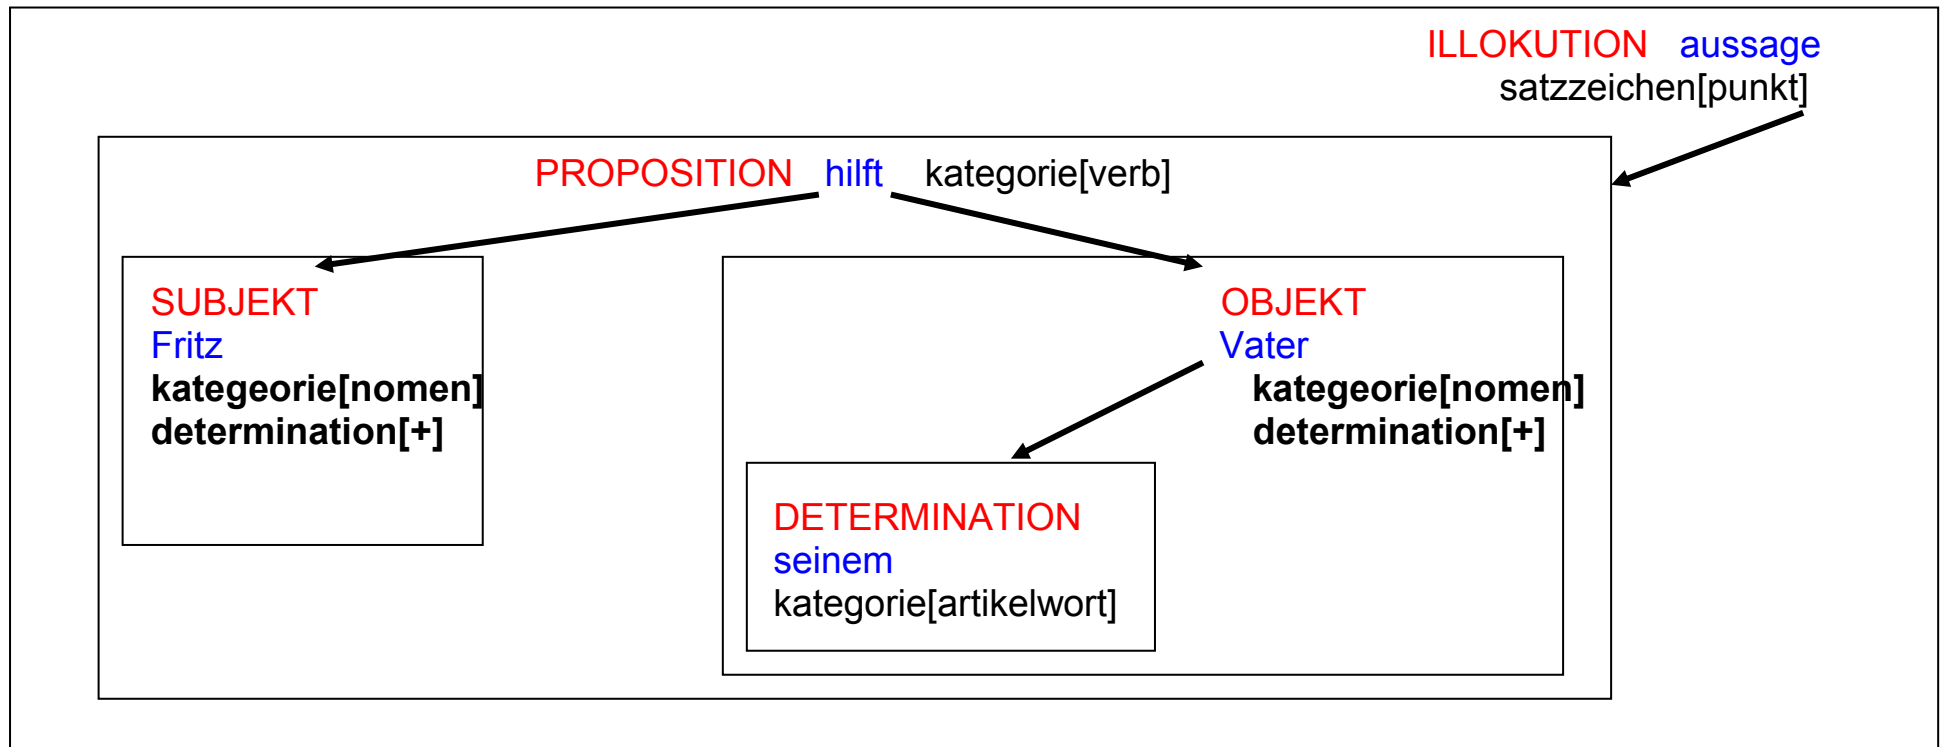 ILLOKUTION aussage
satzzeichen[punkt]
PROPOSITION hilft kategorie[verb]
SUBJEKT
Fritz
kategeorie[nomen]
determination[+]
OBJEKT
Vater
kategeorie[nomen]
determination[+]
DETERMINATION
seinem
kategorie[artikelwort]